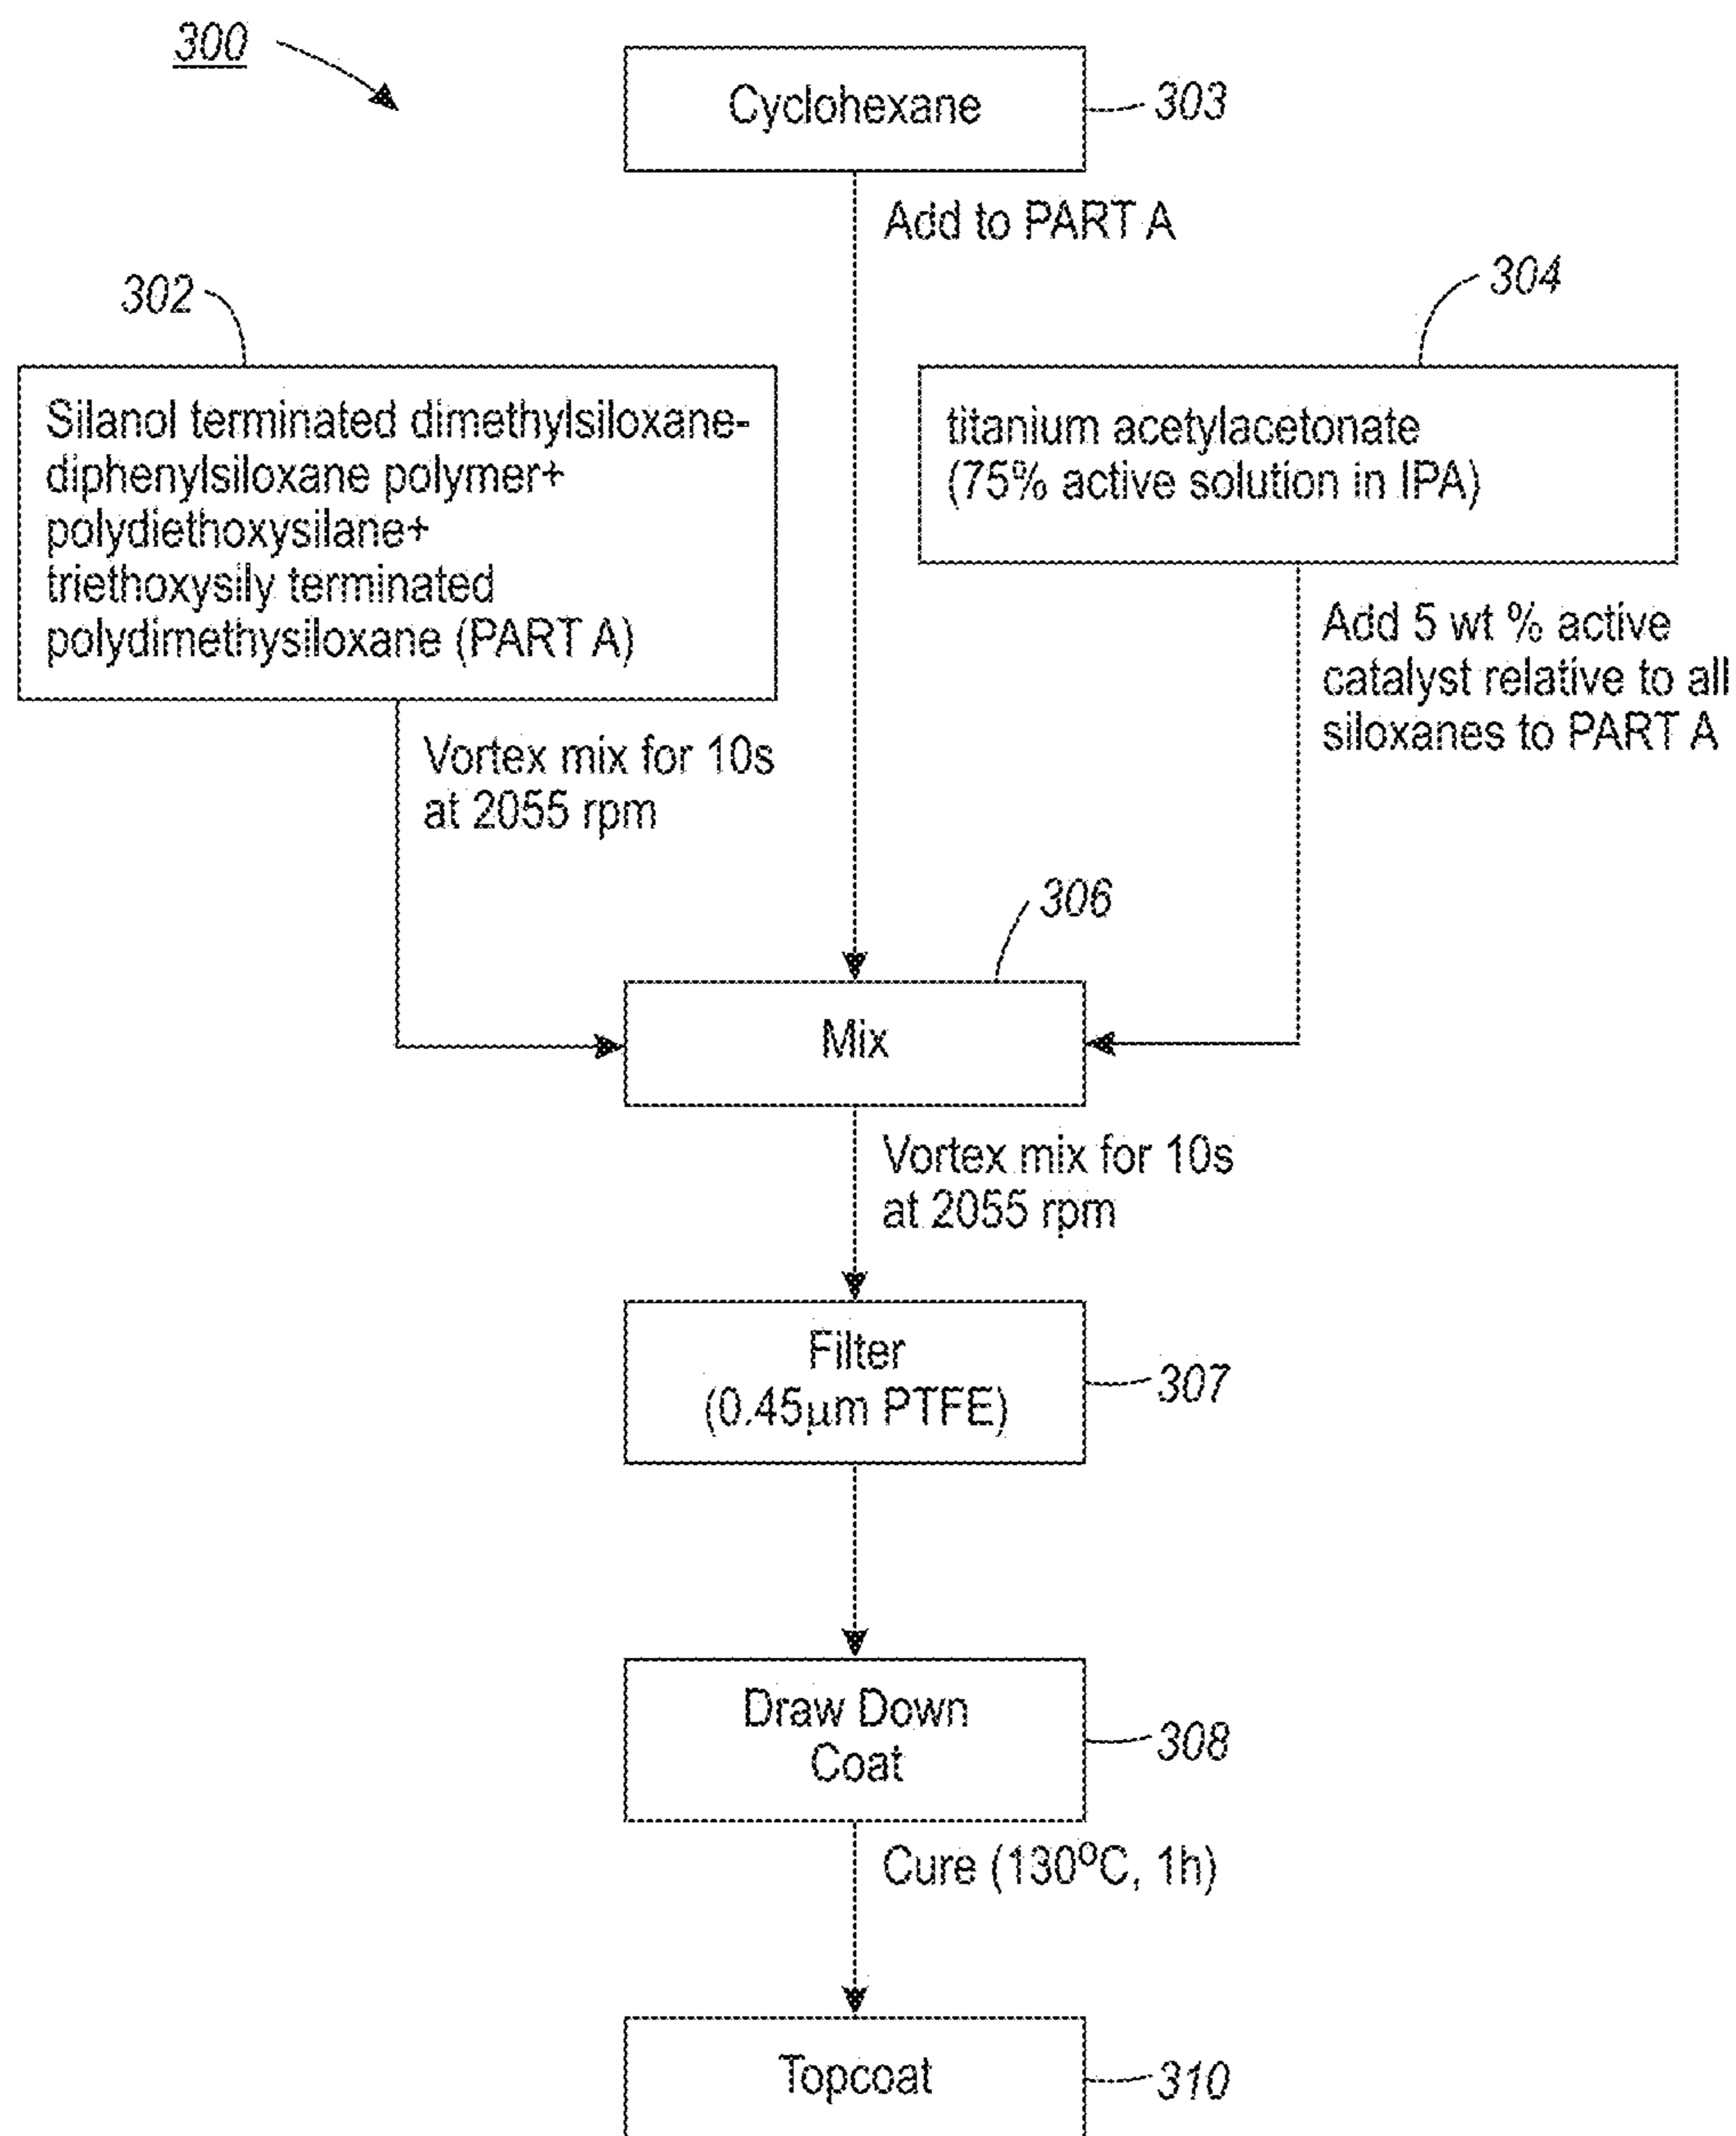 300
Cyclohexane
303
Add to PART A
302
304
Silanol terminated dimethylsiloxane-
diphenylsiloxane polymer+
polydiethoxysilane+
triethoxysily terminated
polydimethysiloxane (PART A)
titanium acetylacetonate
(75% active solution in IPA)
Add 5 wt % active
catalyst relative to all
siloxanes to PART A
Vortex mix for 10s
at 2055 rpm
306
Mix
Vortex mix for 10s
at 2055 rpm
Filter
(0.45µm PTFE)
307
Draw Down
Coat
308
Cure (130°C, 1h)
Topcoat
310